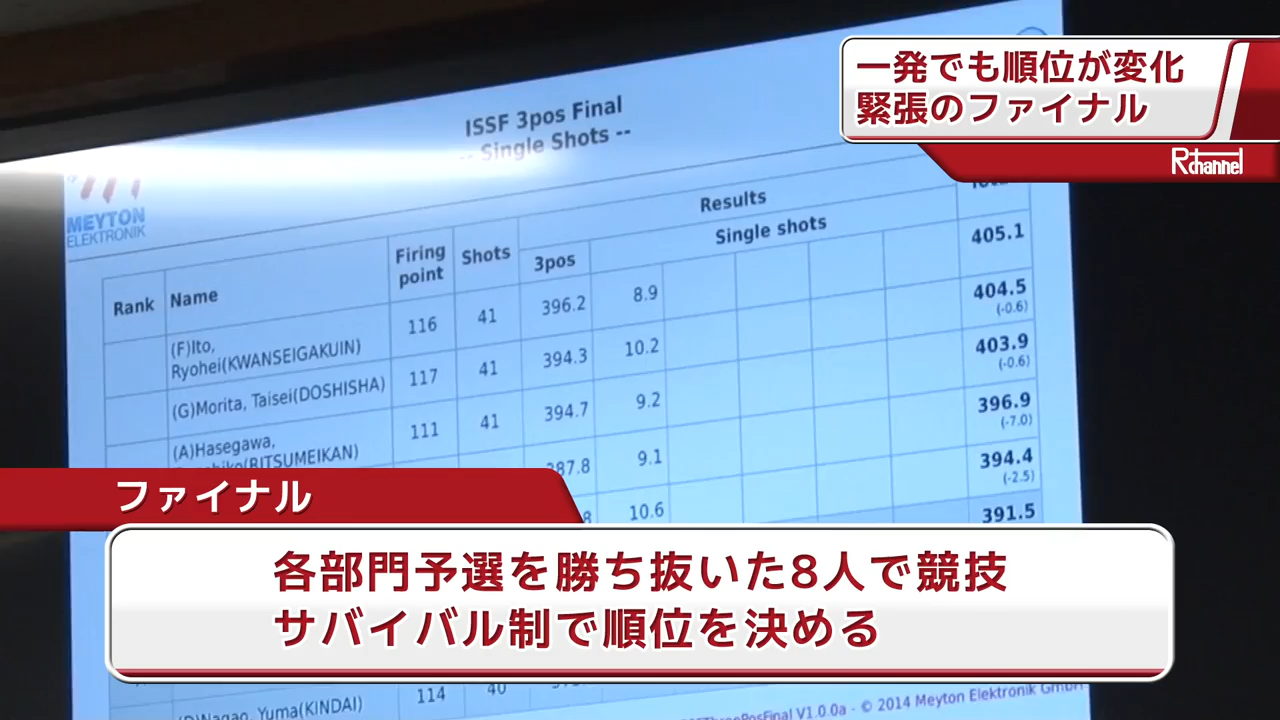 一発でも順位が変化
緊張のファイナル
Rchannel
ISSF 3pos Final
-- Single Shots --
MEYTON
ELEKTRONIK
Results
Single shots
Rank Name Firing point Shots 3pos
405.1
(F)Ito, Ryohei(KWANSEIGAKUIN) 116 41 396.2 8.9 404.5
(-0.6)
(G)Morita, Taisei(DOSHISHA) 117 41 394.3 10.2 403.9
(-0.6)
(A)Hasegawa, (RITSUMEIKAN) 111 41 394.7 9.2 396.9
(-7.0)
387.8 9.1 394.4
(-2.5)
10.6 391.5
ファイナル
各部門予選を勝ち抜いた8人で競技
サバイバル制で順位を決める
Nagao, Yuma(KINDAI) 114 40
V1.0.0a - © 2014 Meyton Elektronik GmbH